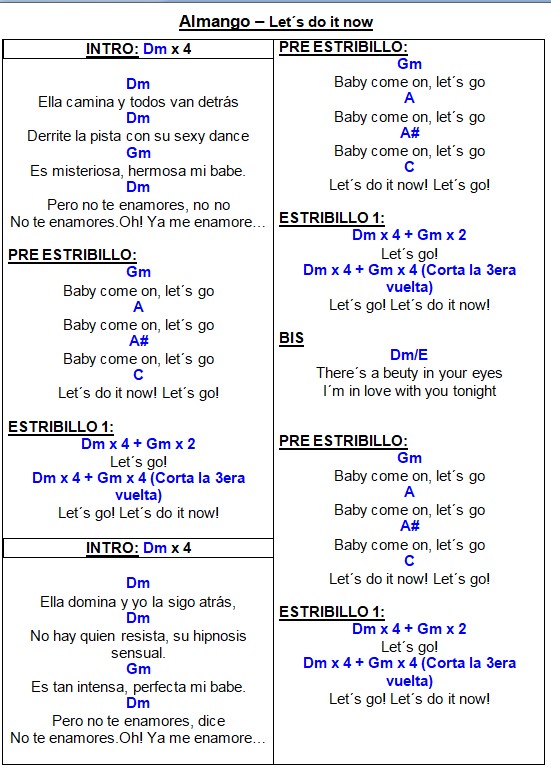 Almango – Let´s do it now
INTRO: Dm x 4
Dm
Ella camina y todos van detrás
Dm
Derrite la pista con su sexy dance
Gm
Es misteriosa, hermosa mi babe.
Dm
Pero no te enamores, no no
No te enamores.Oh! Ya me enamore…
PRE ESTRIBILLO:
Gm
Baby come on, let´s go
A
Baby come on, let´s go
A#
Baby come on, let´s go
C
Let´s do it now! Let´s go!
ESTRIBILLO 1:
Dm x 4 + Gm x 2
Let´s go!
Dm x 4 + Gm x 4 (Corta la 3era
vuelta)
Let´s go! Let´s do it now!
INTRO: Dm x 4
Dm
Ella domina y yo la sigo atrás,
Dm
No hay quien resista, su hipnosis
sensual.
Gm
Es tan intensa, perfecta mi babe.
Dm
Pero no te enamores, dice
No te enamores.Oh! Ya me enamore…
PRE ESTRIBILLO:
Gm
Baby come on, let´s go
A
Baby come on, let´s go
A#
Baby come on, let´s go
C
Let´s do it now! Let´s go!
ESTRIBILLO 1:
Dm x 4 + Gm x 2
Let´s go!
Dm x 4 + Gm x 4 (Corta la 3era
vuelta)
Let´s go! Let´s do it now!
BIS
Dm/E
There´s a beuty in your eyes
I´m in love with you tonight
PRE ESTRIBILLO:
Gm
Baby come on, let´s go
A
Baby come on, let´s go
A#
Baby come on, let´s go
C
Let´s do it now! Let´s go!
ESTRIBILLO 1:
Dm x 4 + Gm x 2
Let´s go!
Dm x 4 + Gm x 4 (Corta la 3era
vuelta)
Let´s go! Let´s do it now!